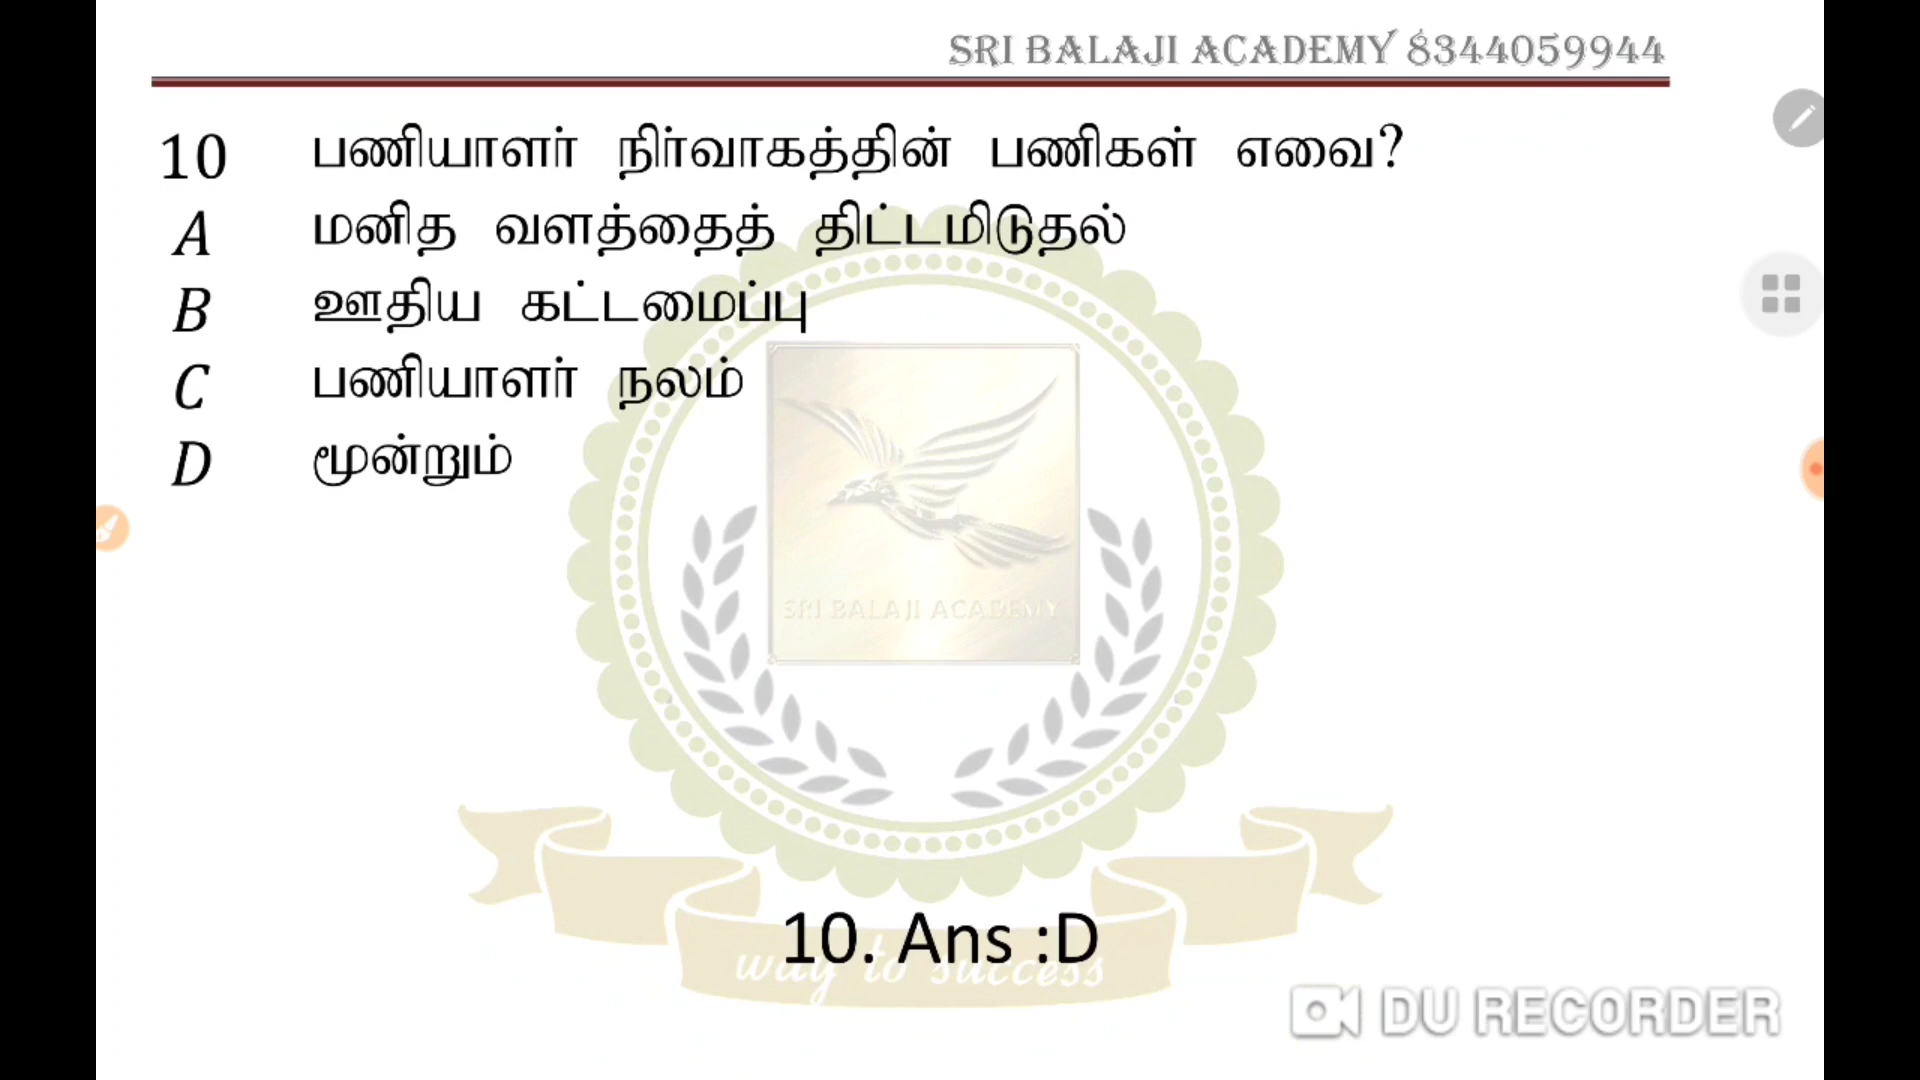 SRI BALAJI ACADEMY 8344059944
10 பணியாளர் நிர்வாகத்தின் பணிகள் எவை?
A மனித வளத்தைத் திட்டமிடுதல்
B ஊதிய கட்டமைப்பு
C பணியாளர் நலம்
D மூன்றும்
SRI BALAJI ACADEMY
10. Ans :D
way to success
DU RECORDER